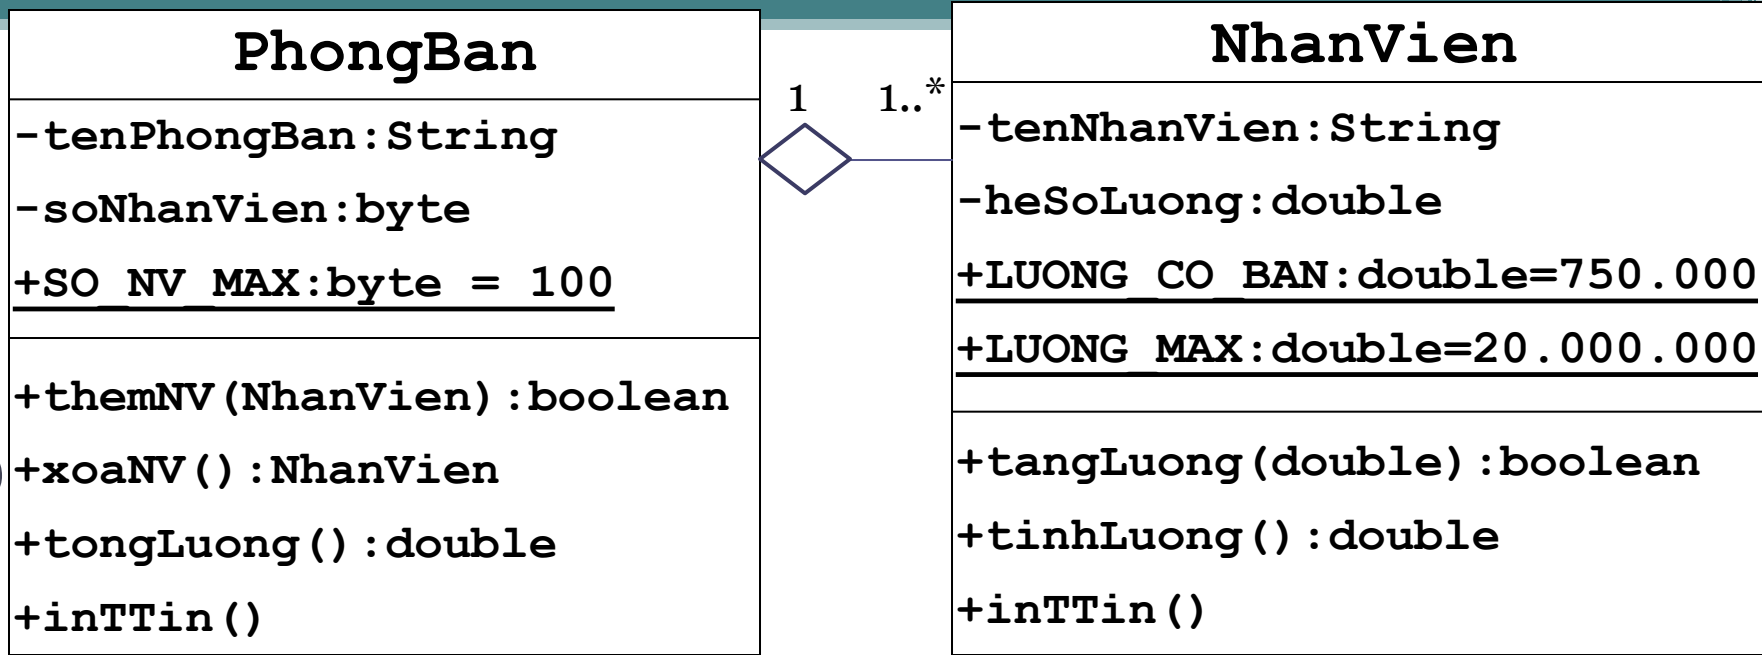 PhongBan
-tenPhongBan:String
-soNhanVien:byte
+SO_NV_MAX:byte = 100
+themNV(NhanVien):boolean
+xoaNV():NhanVien
+tongLuong():double
+inTTin()
1 1..*
NhanVien
-tenNhanVien:String
-heSoLuong:double
+LUONG_CO_BAN:double=750.000
+LUONG_MAX:double=20.000.000
+tangLuong(double):boolean
+tinhLuong():double
+inTTin()